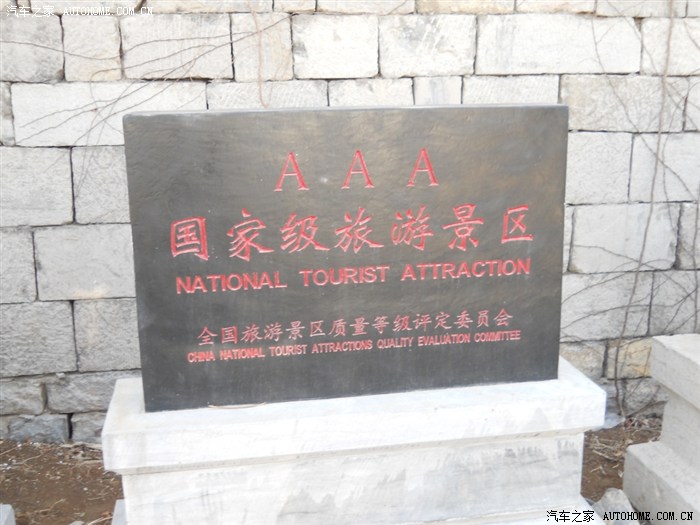 汽车之家 AUTOHOME.COM.CN
AAA
国家级旅游景区
NATIONAL TOURIST ATTRACTION
全国旅游景区质量等级评定委员会
CHINA NATIONAL TOURIST ATTRACTIONS QUALITY EVALUATION COMMITTEE
汽车之家 AUTOHOME.COM.CN